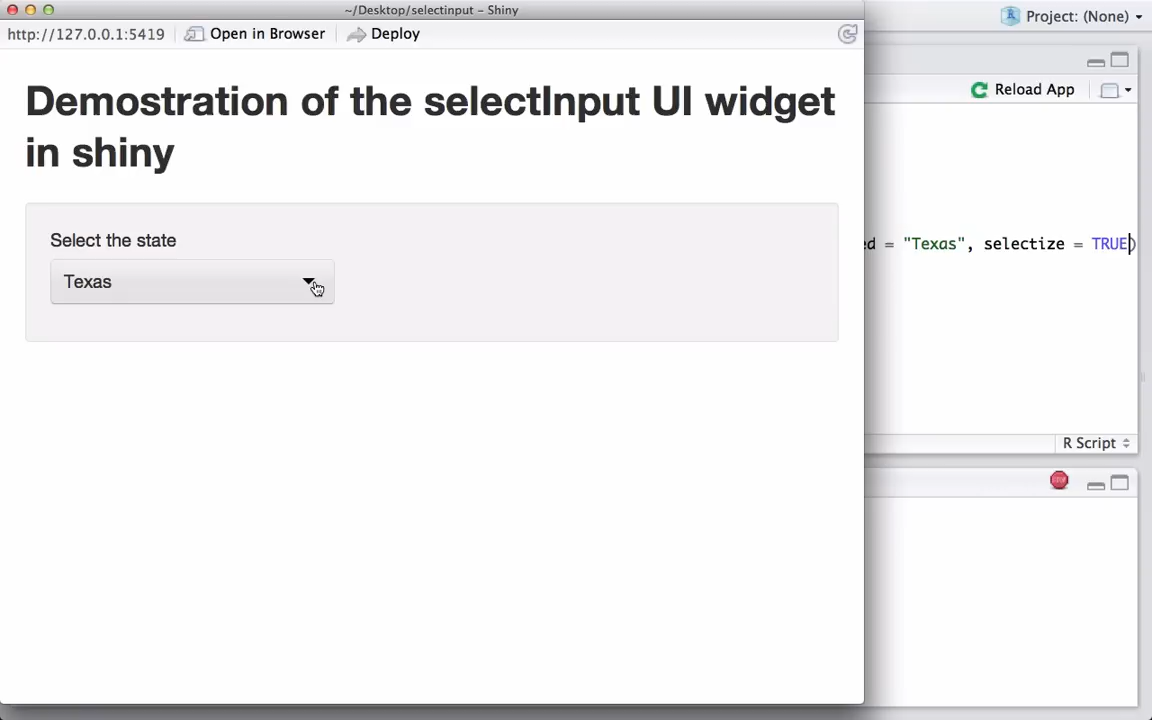 ~/Desktop/selectinput – Shiny
http://127.0.0.1:5419 Open in Browser Deploy
Project: (None)
Reload App
Demostration of the selectInput UI widget
in shiny
Select the state
Texas
ed = "Texas", selectize = TRUE)
R Script